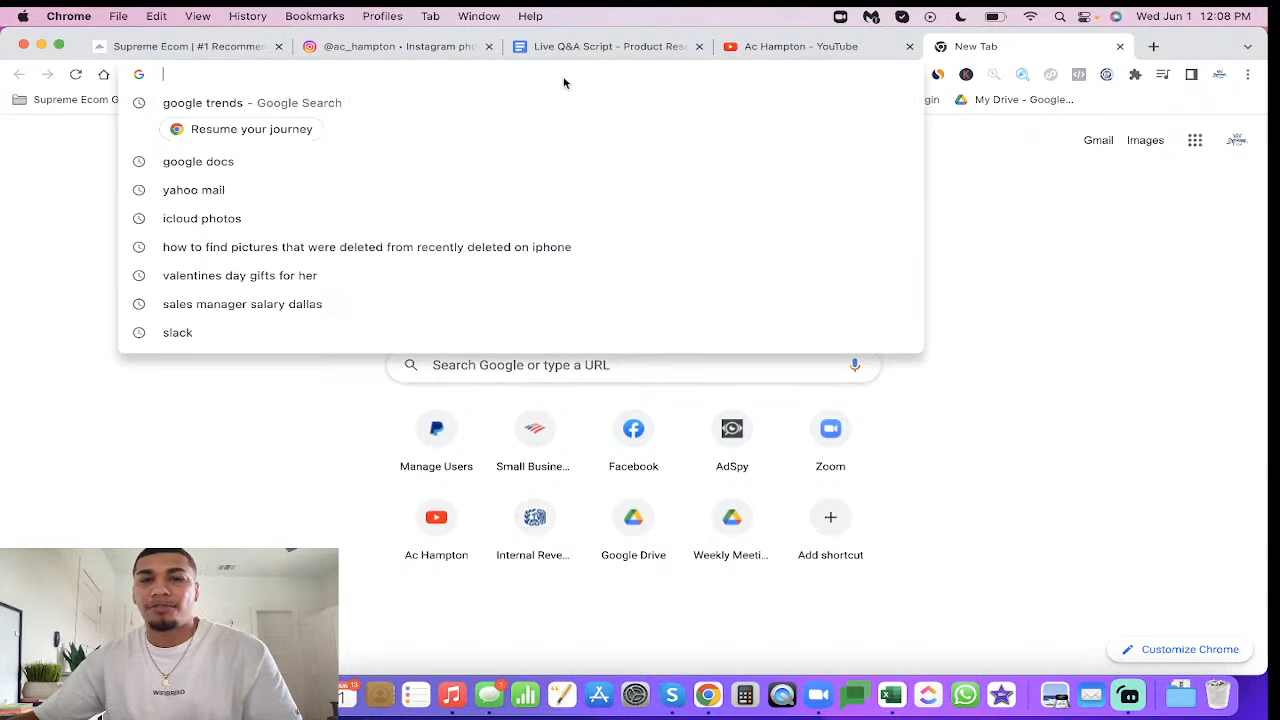 Chrome File Edit View History Bookmarks Profiles Tab Window Help Wed Jun 1 12:08 PM
Supreme Ecom | #1 Recommen
@ac_hampton • Instagram pho
Live Q&A Script - Product Res
Ac Hampton - YouTube
New Tab
Supreme Ecom G
gin
My Drive - Google...
google trends - Google Search
Resume your journey
google docs
yahoo mail
icloud photos
how to find pictures that were deleted from recently deleted on iphone
valentines day gifts for her
sales manager salary dallas
slack
Gmail Images
Search Google or type a URL
Manage Users Small Busine... Facebook AdSpy Zoom
Ac Hampton Internal Reve... Google Drive Weekly Meeti... Add shortcut
Customize Chrome
WIFIBRND